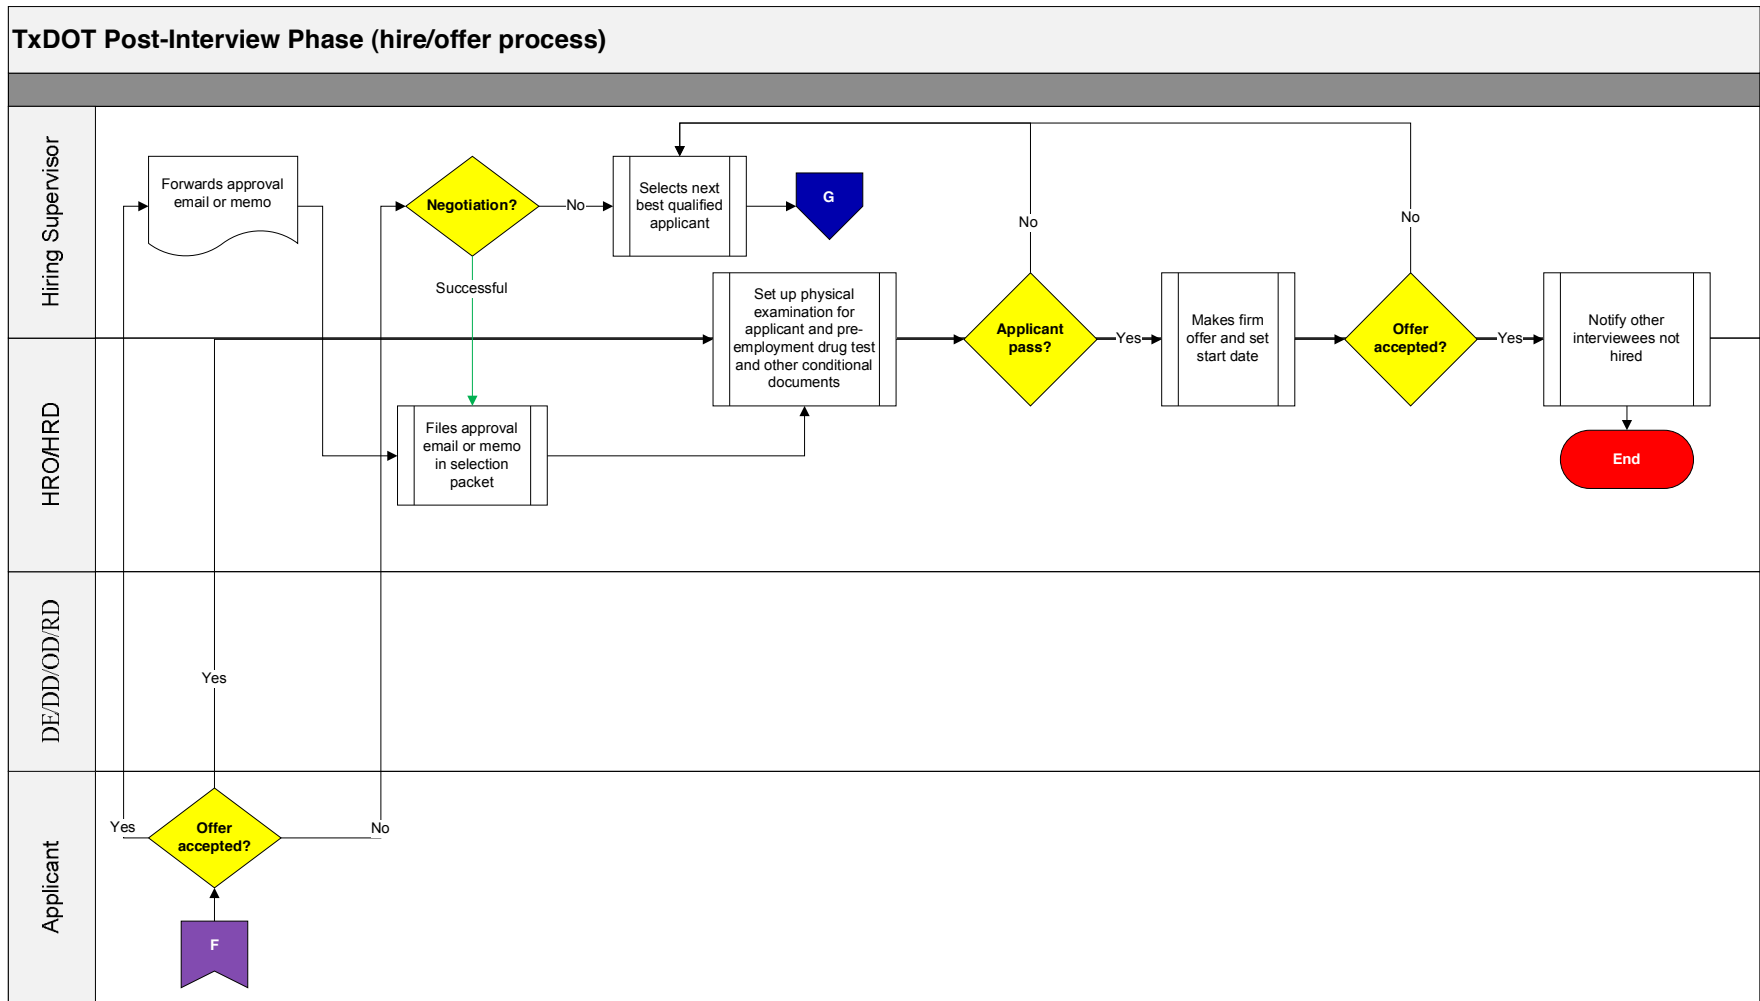 TxDOT Post-Interview Phase (hire/offer process)
Hiring Supervisor
Forwards approval
email or memo
Negotiation?
No
Selects next
best qualified
applicant
G
No
No
Successful
Set up physical
examination for
applicant and pre-
employment drug test
and other conditional
documents
Applicant
pass?
Yes
Makes firm
offer and set
start date
Offer
accepted?
Yes
Notify other
interviewees not
hired
HRO/HRD
Files approval
email or memo
in selection
packet
End
DE/DD/OD/RD
Yes
Applicant
Yes
Offer
accepted?
No
F